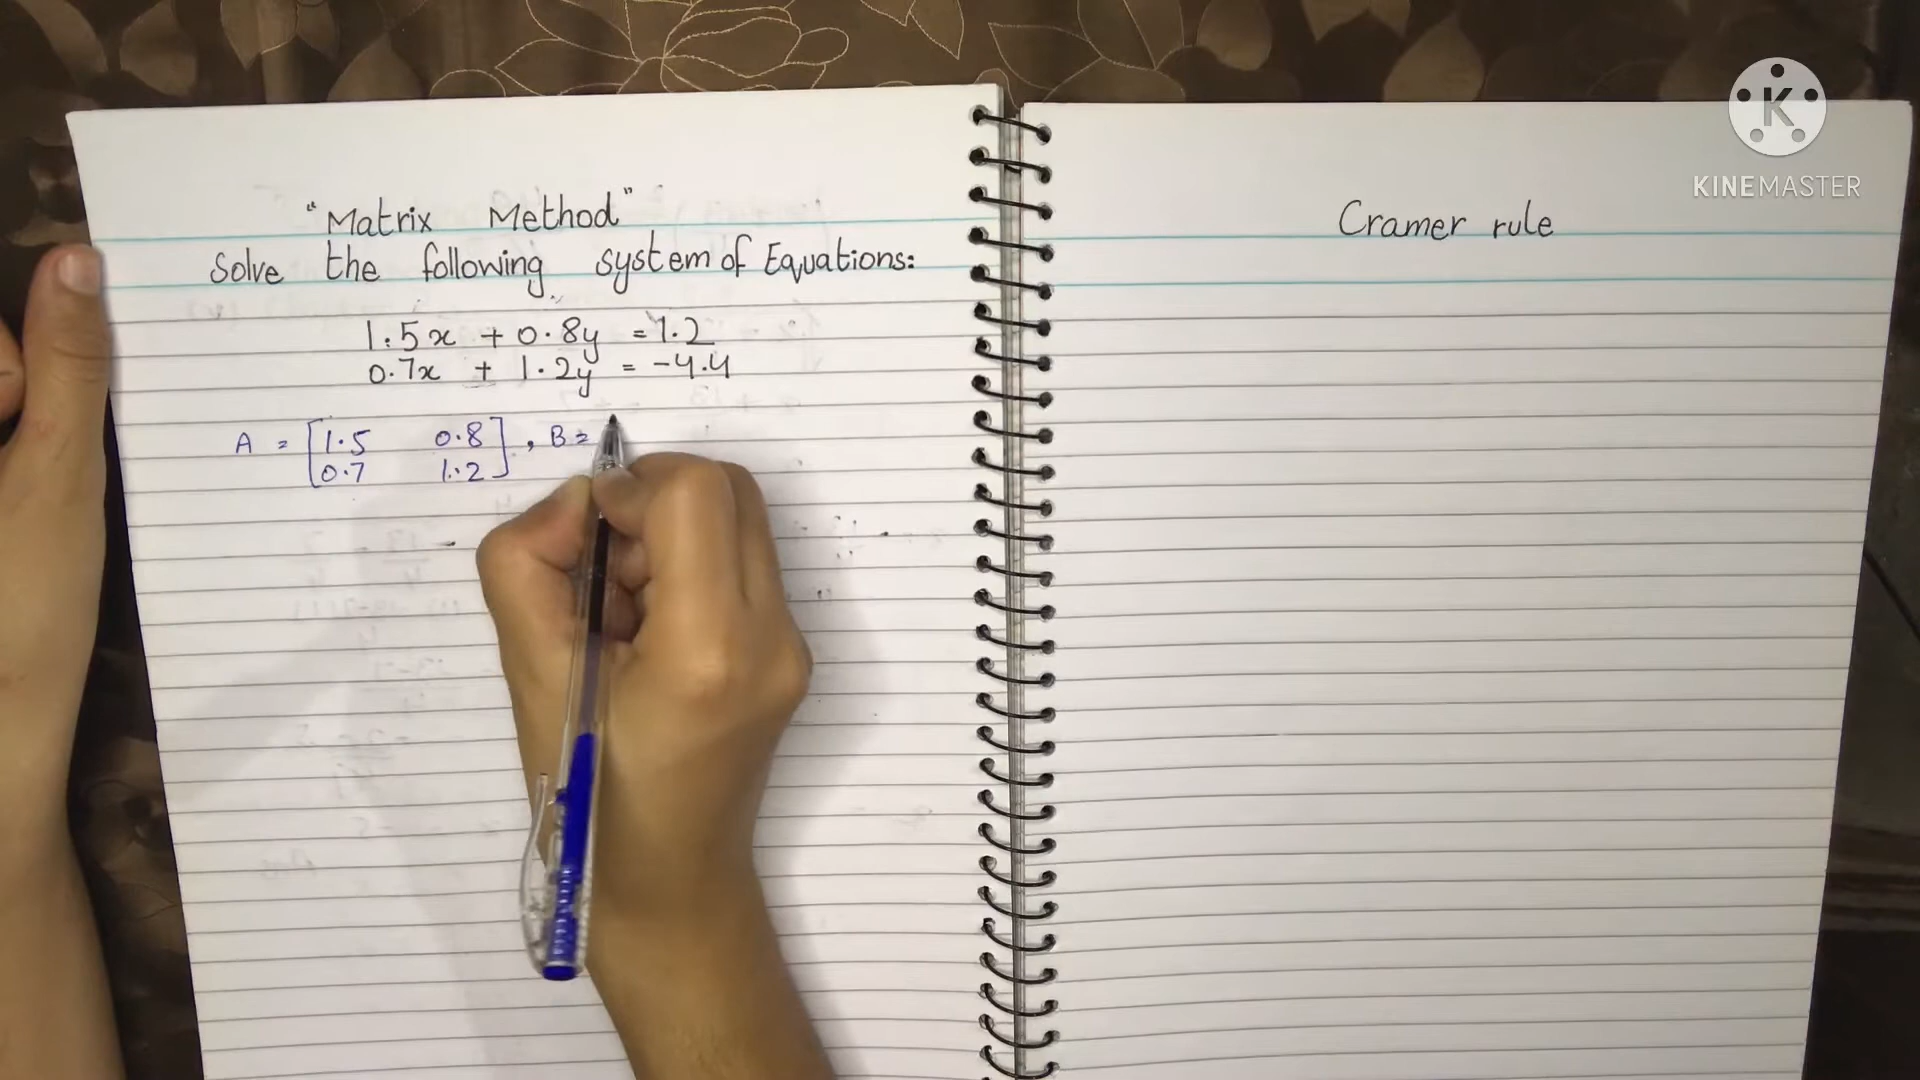 "Matrix Method"
Solve the following system of Equations:
1.5x + 0.8y = 1.2
0.7x + 1.2y = -4.4
A = [1.5 0.8], B =
0.7 1.2
Cramer rule
K
KINEMASTER